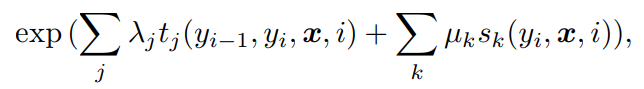 exp (∑_j λ_j t_j(y_{i−1}, y_i, x, i) + ∑_k μ_k s_k(y_i, x, i)),